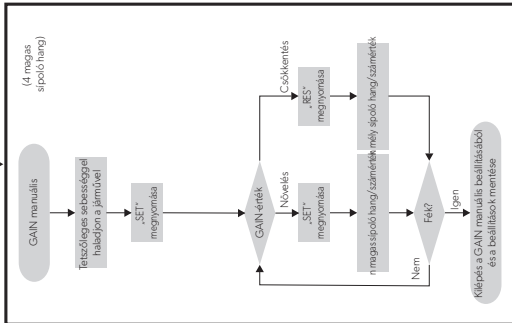 (4 magas
sípoló hang)
GAIN manuális
Tetszőleges sebességgel
haladjon a járművel
„SET“
megnyomása
GAIN-érték
Csökkentés
„RES“
megnyomása
mély sípoló hang/számérték
Növelés
„SET“
megnyomása
n magas sípoló hang/számérték
Fék?
Nem
Igen
Kilépés a GAIN manuális beállításából
és a beállítások mentése